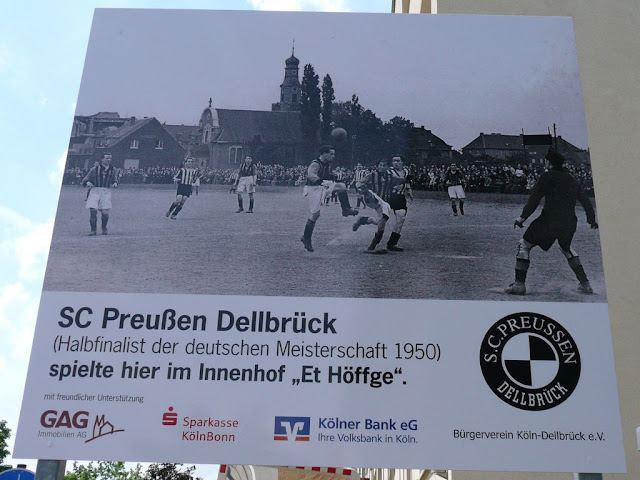 SC Preußen Dellbrück
(Halbfinalist der deutschen Meisterschaft 1950)
spielte hier im Innenhof „Et Höffge“.
S.C. PREUSSEN
DELLBRÜCK
mit freundlicher Unterstützung
GAG
Immobilien AG
Sparkasse
KölnBonn
Kölner Bank eG
Ihre Volksbank in Köln.
Bürgerverein Köln-Dellbrück e.V.